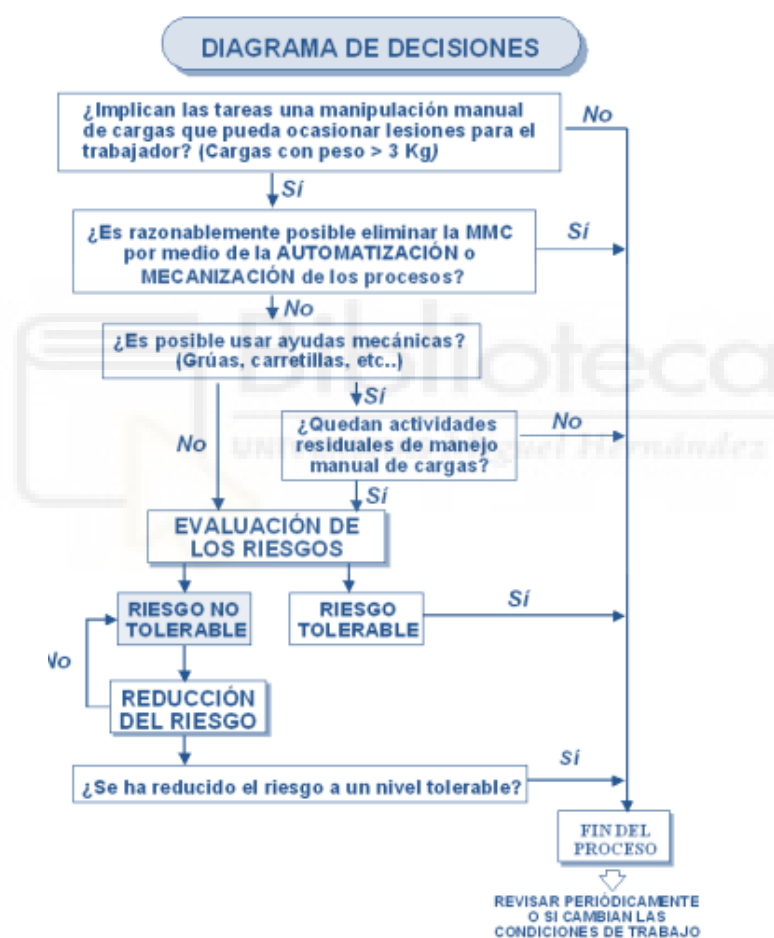 DIAGRAMA DE DECISIONES
¿Implican las tareas una manipulación manual
de cargas que pueda ocasionar lesiones para el
trabajador? (Cargas con peso > 3 Kg)
No
Sí
¿Es razonablemente posible eliminar la MMC
por medio de la AUTOMATIZACIÓN o
MECANIZACIÓN de los procesos?
Sí
No
¿Es posible usar ayudas mecánicas?
(Grúas, carretillas, etc..)
Sí
Biblioteca
¿Quedan actividades
residuales de manejo
manual de cargas?
No
No
UNIVERSITAS Miguel Hernández
Sí
EVALUACIÓN DE
LOS RIESGOS
RIESGO NO
TOLERABLE
RIESGO
TOLERABLE
Sí
No
REDUCCIÓN
DEL RIESGO
¿Se ha reducido el riesgo a un nivel tolerable?
Sí
FIN DEL
PROCESO
REVISAR PERIÓDICAMENTE
O SI CAMBIAN LAS
CONDICIONES DE TRABAJO